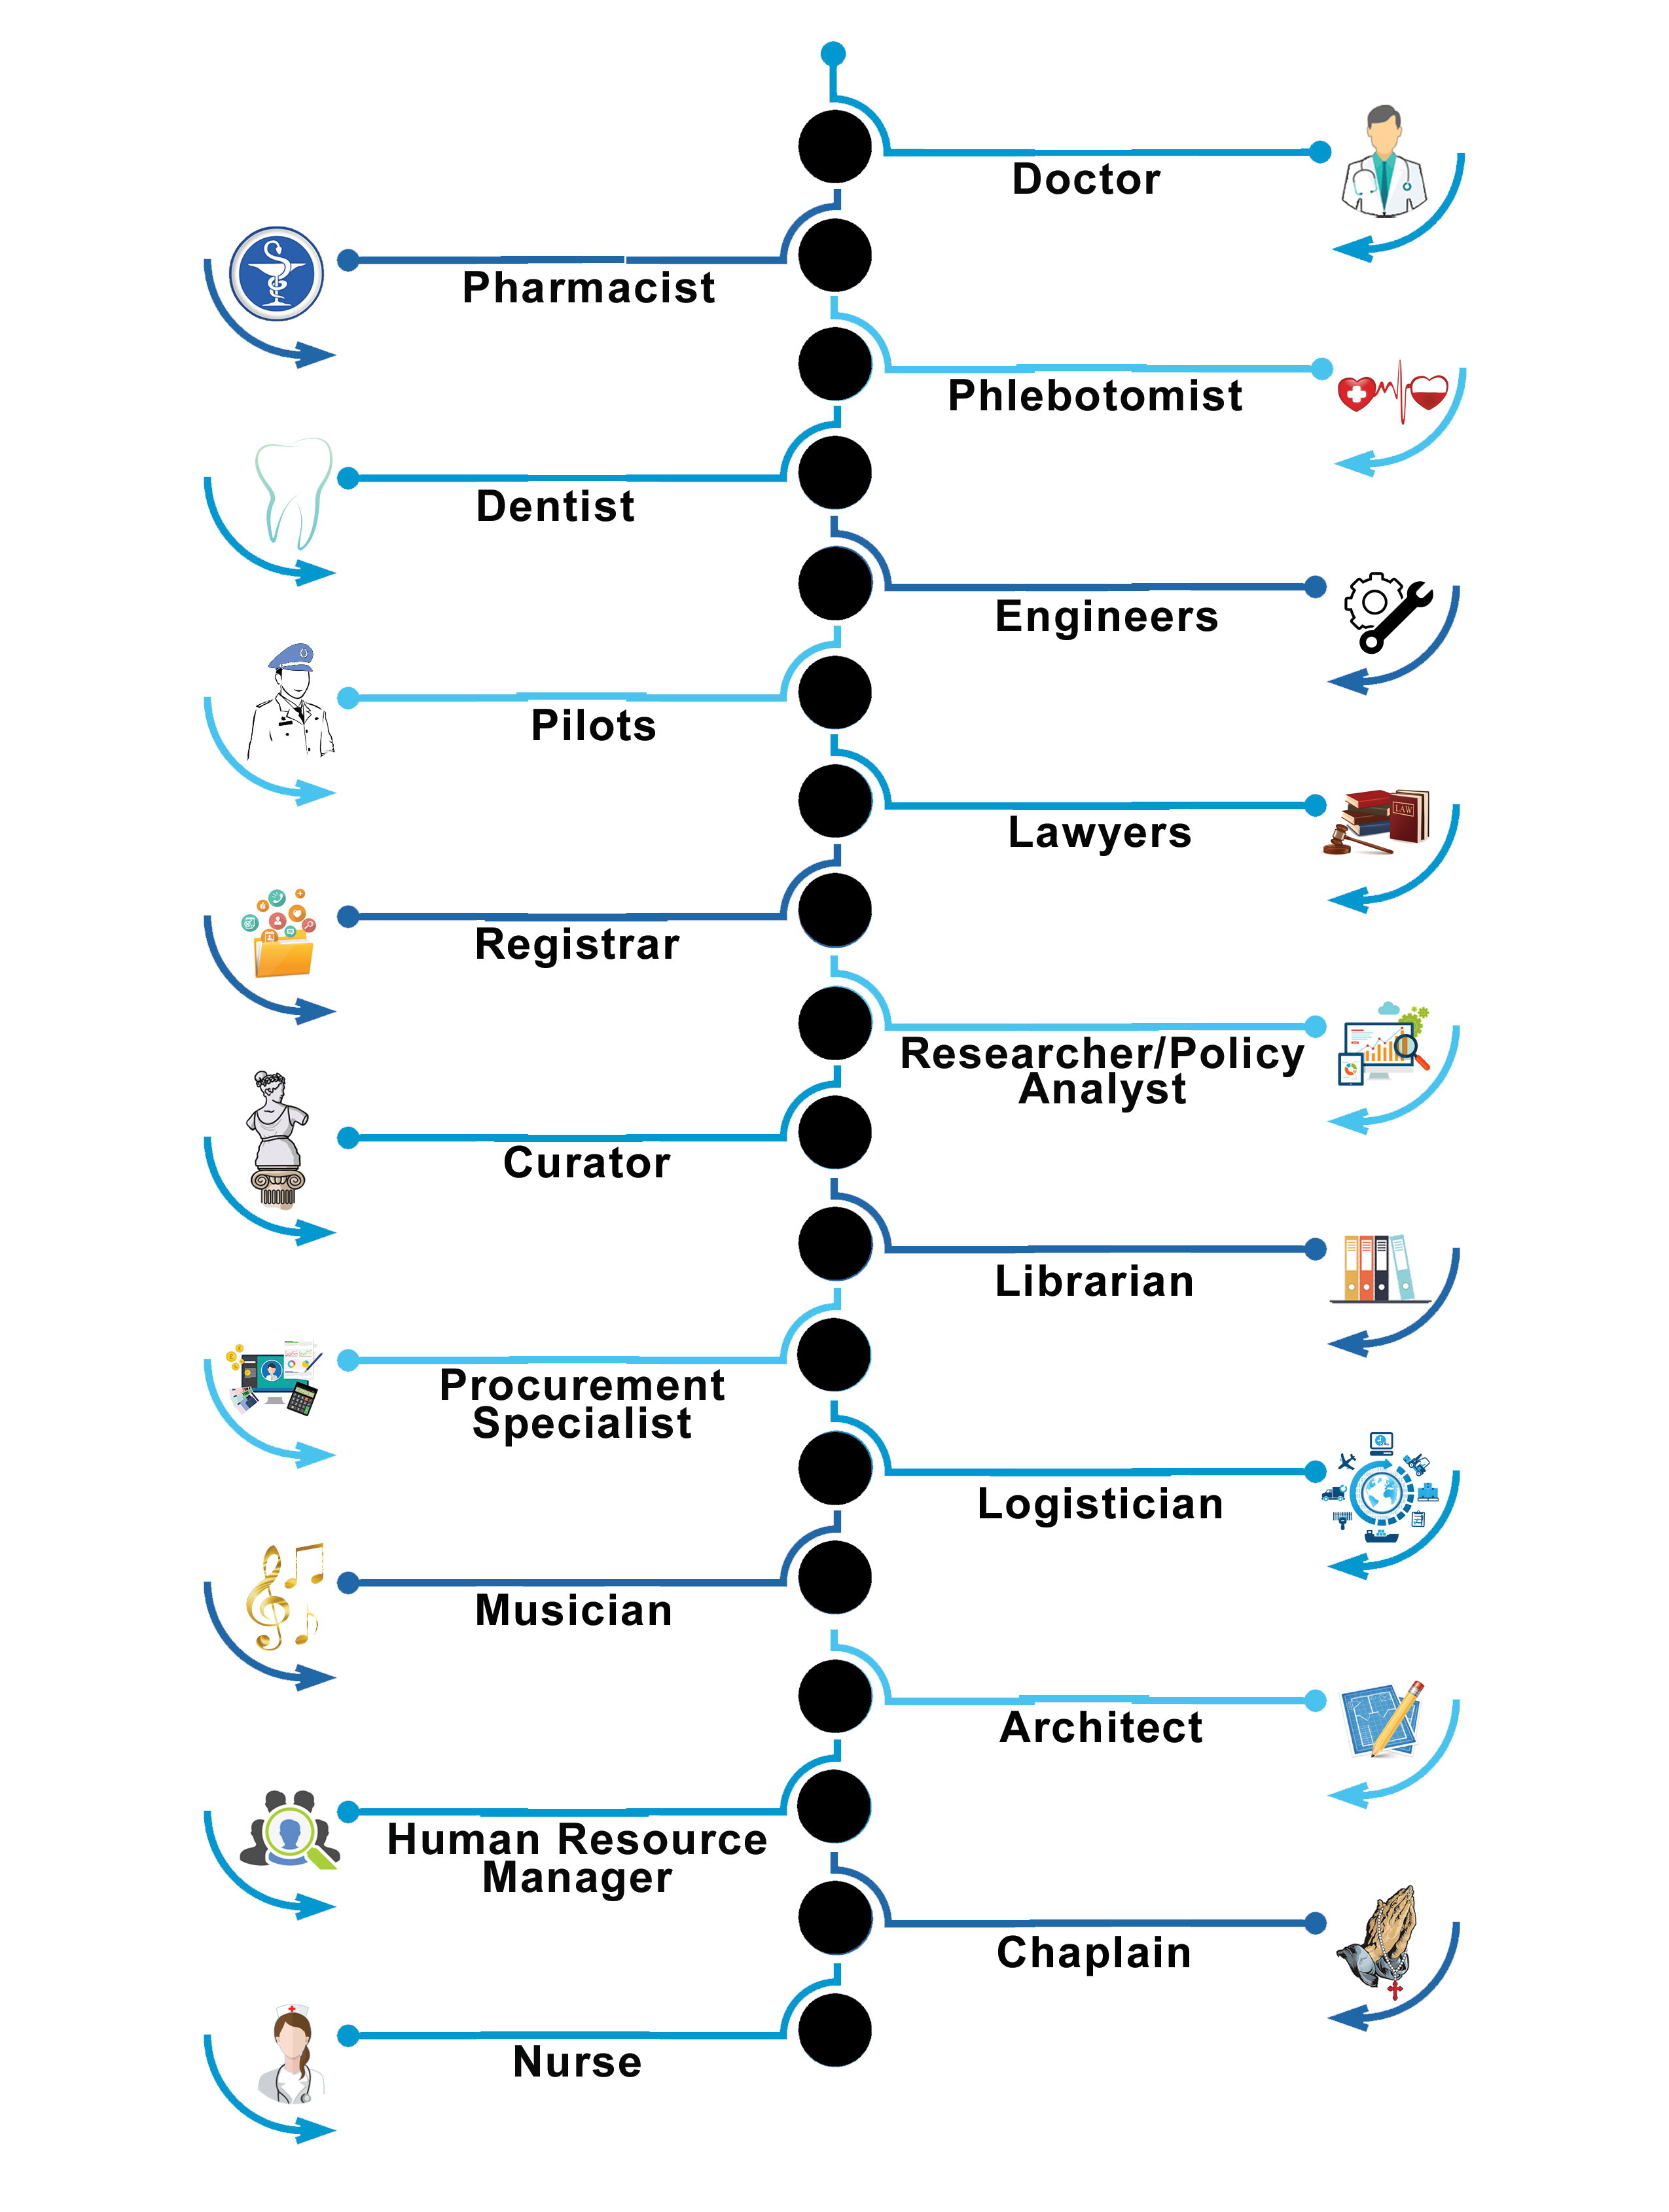 Doctor
Pharmacist
Phlebotomist
Dentist
Engineers
Pilots
Lawyers
LAW
Registrar
Researcher/Policy
Analyst
Curator
Librarian
Procurement
Specialist
Logistician
Musician
Architect
Human Resource
Manager
Chaplain
Nurse